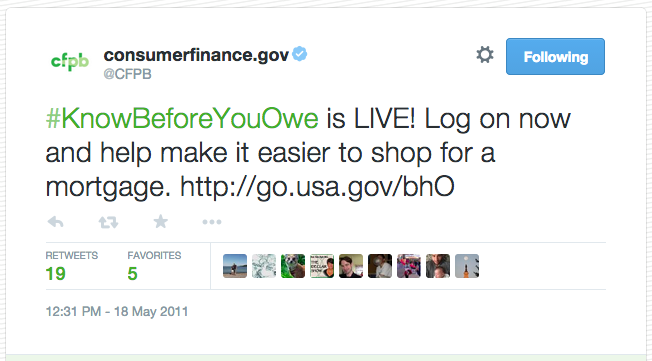 cfpb
consumerfinance.gov
@CFPB
Following
#KnowBeforeYouOwe is LIVE! Log on now
and help make it easier to shop for a
mortgage. http://go.usa.gov/bhO
RETWEETS
FAVORITES
19
5
12:31 PM - 18 May 2011